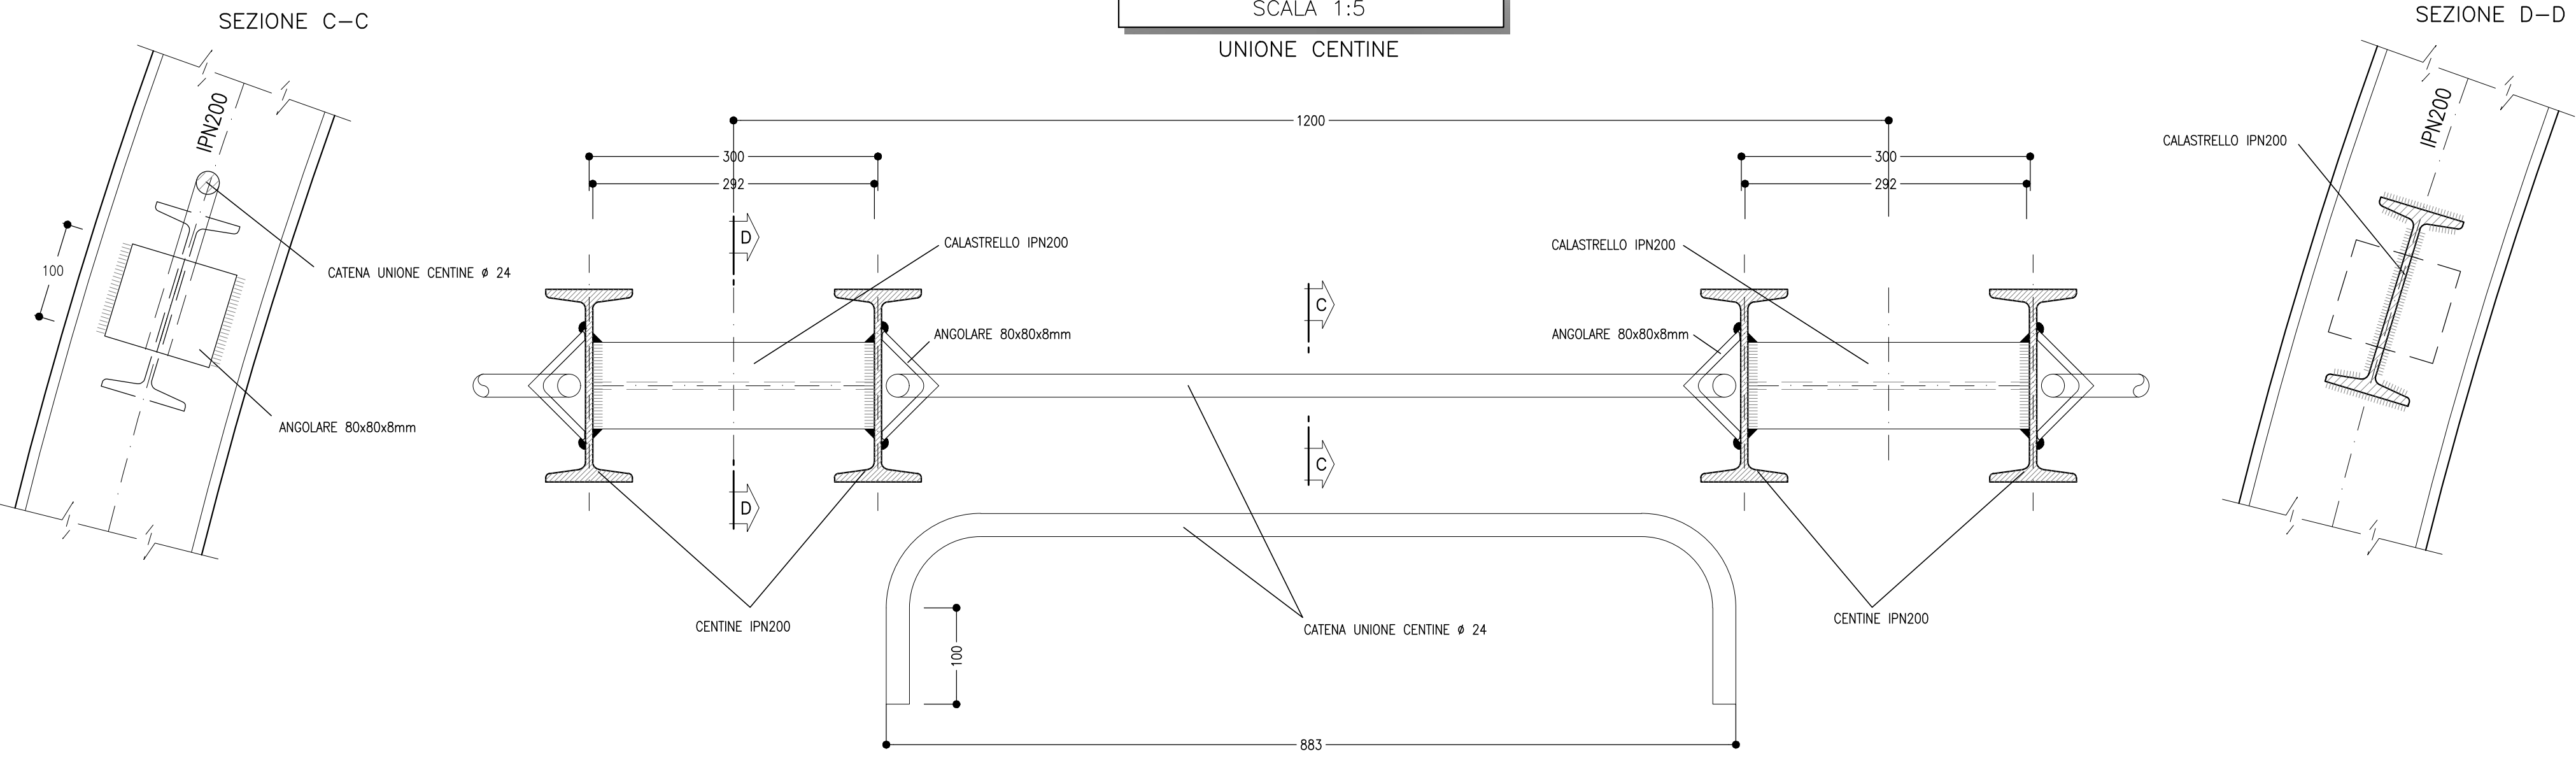 SEZIONE C-C
SCALA 1:5
UNIONE CENTINE
SEZIONE D-D
IPN200
100
CATENA UNIONE CENTINE ø 24
ANGOLARE 80x80x8mm
1200
300
292
300
292
D
CALASTRELLO IPN200
CALASTRELLO IPN200
C
ANGOLARE 80x80x8mm
ANGOLARE 80x80x8mm
C
D
CENTINE IPN200
CENTINE IPN200
CATENA UNIONE CENTINE ø 24
100
883
IPN200
CALASTRELLO IPN200